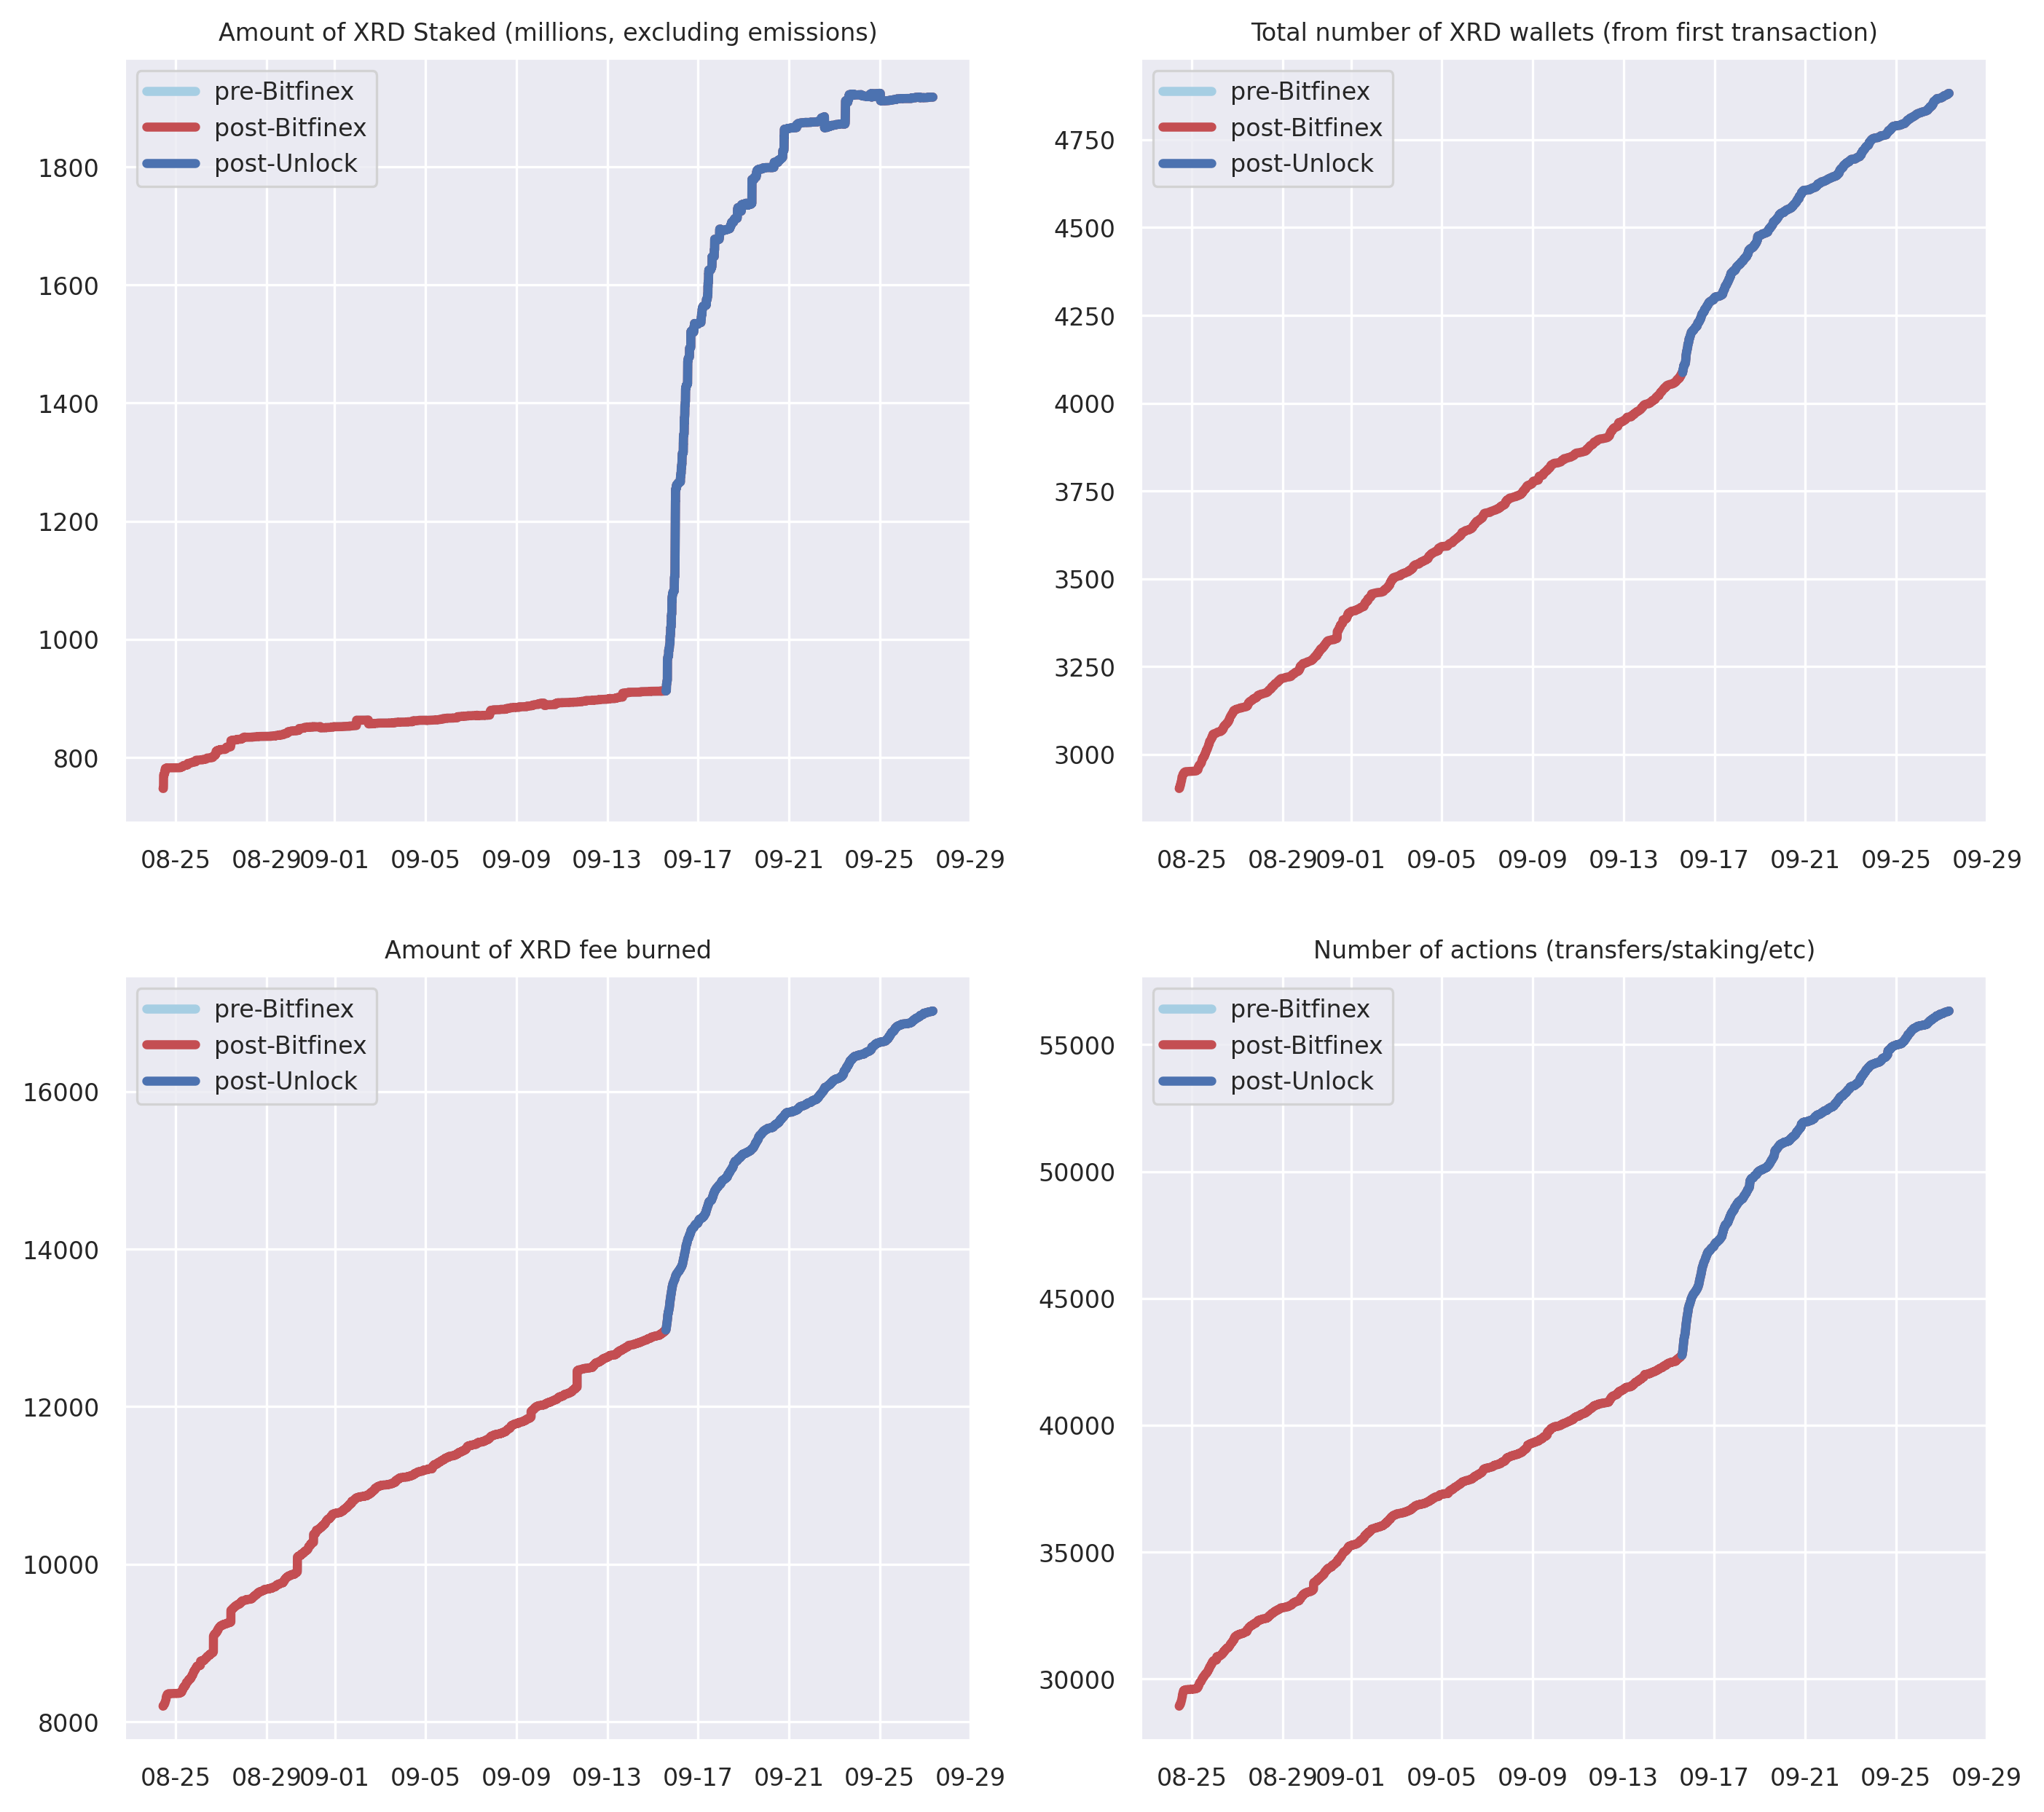 Amount of XRD Staked (millions, excluding emissions)
pre-Bitfinex
post-Bitfinex
post-Unlock
1800
1600
1400
1200
1000
800
08-25 08-29 09-01 09-05 09-09 09-13 09-17 09-21 09-25 09-29
Total number of XRD wallets (from first transaction)
pre-Bitfinex
post-Bitfinex
post-Unlock
4750
4500
4250
4000
3750
3500
3250
3000
08-25 08-29 09-01 09-05 09-09 09-13 09-17 09-21 09-25 09-29
Amount of XRD fee burned
pre-Bitfinex
post-Bitfinex
post-Unlock
16000
14000
12000
10000
8000
08-25 08-29 09-01 09-05 09-09 09-13 09-17 09-21 09-25 09-29
Number of actions (transfers/staking/etc)
pre-Bitfinex
post-Bitfinex
post-Unlock
55000
50000
45000
40000
35000
30000
08-25 08-29 09-01 09-05 09-09 09-13 09-17 09-21 09-25 09-29